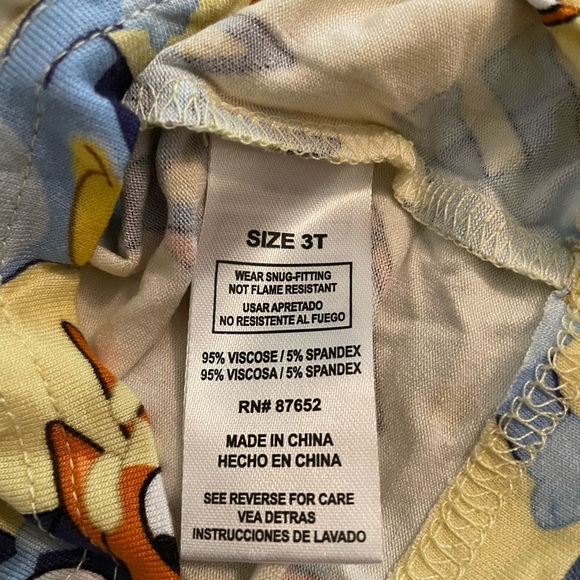 SIZE 3T
WEAR SNUG-FITTING
NOT FLAME RESISTANT
USAR APRETADO
NO RESISTENTE AL FUEGO
95% VISCOSE / 5% SPANDEX
95% VISCOSA / 5% SPANDEX
RN# 87652
MADE IN CHINA
HECHO EN CHINA
SEE REVERSE FOR CARE
VEA DETRAS
INSTRUCCIONES DE LAVADO